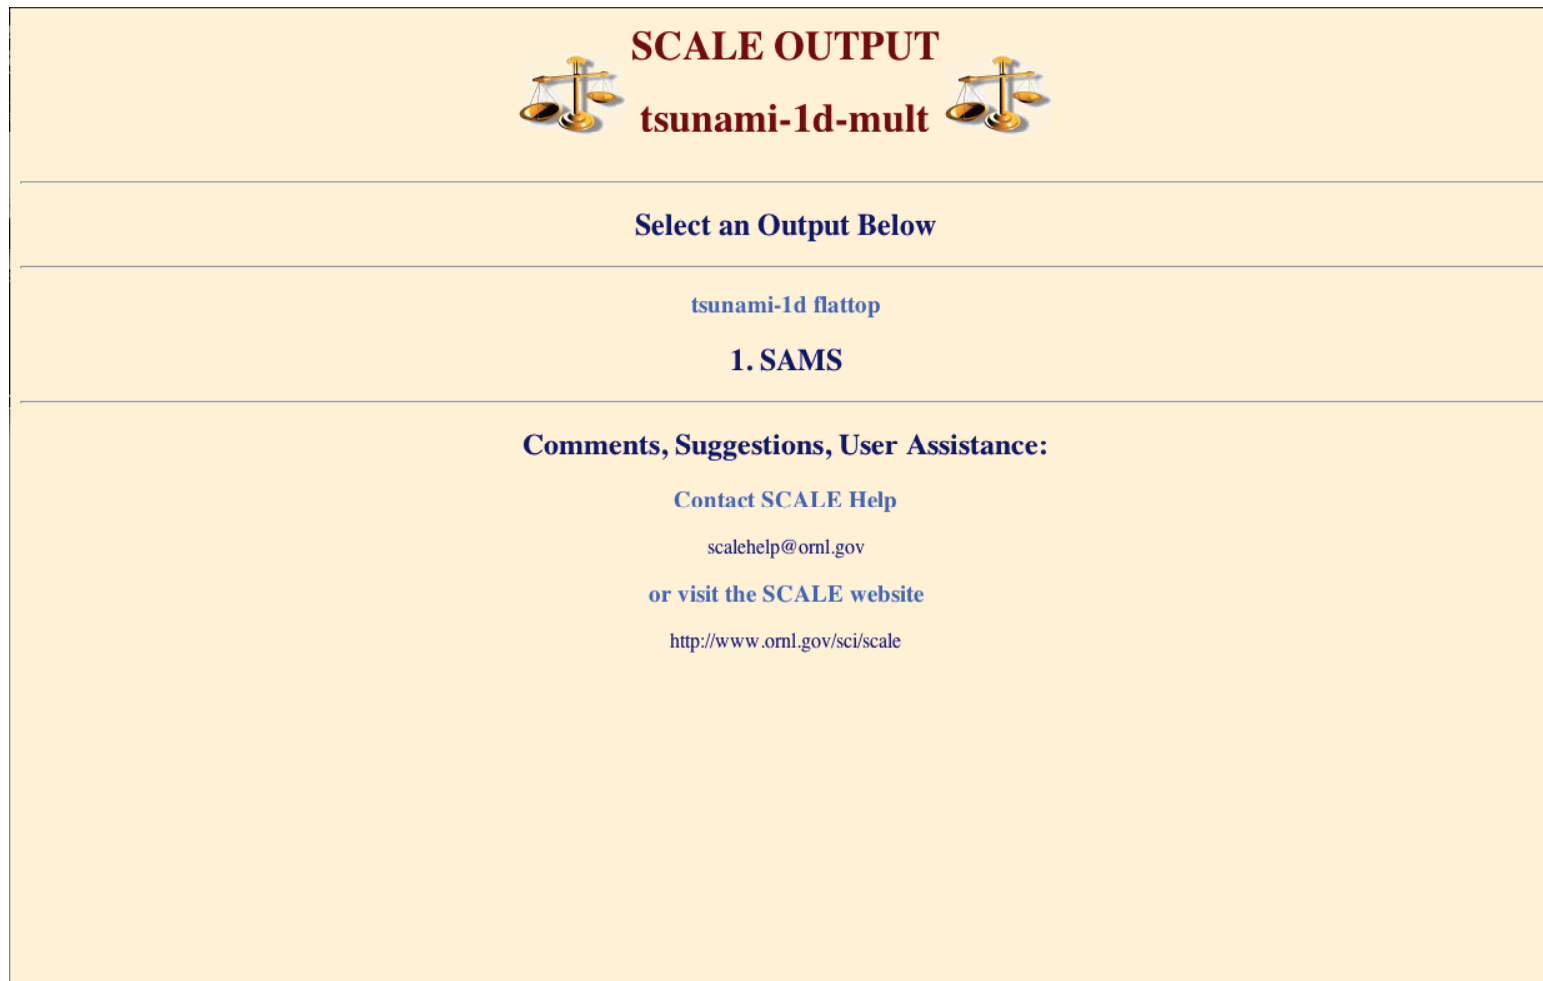 SCALE OUTPUT
tsunami-1d-mult
Select an Output Below
tsunami-1d flattop
1. SAMS
Comments, Suggestions, User Assistance:
Contact SCALE Help
scalehelp@ornl.gov
or visit the SCALE website
http://www.ornl.gov/sci/scale